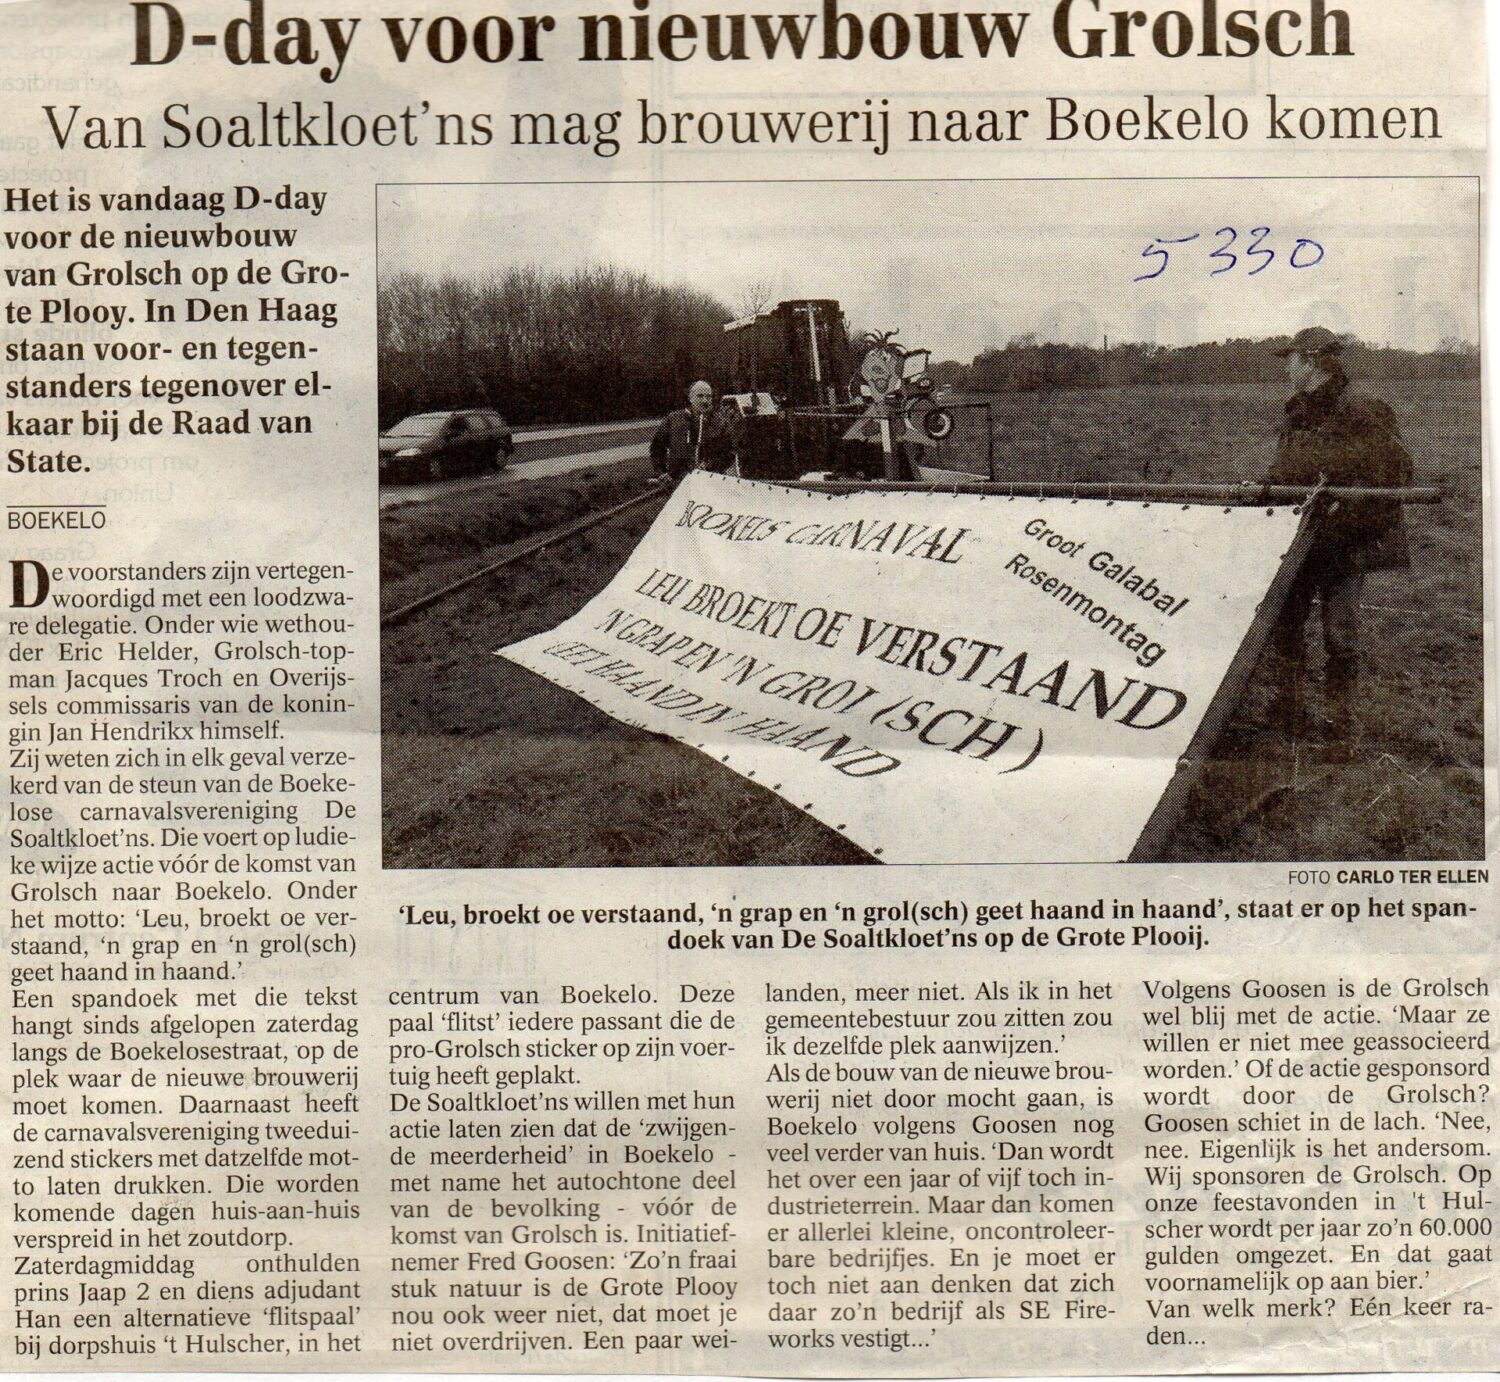 D-day voor nieuwbouw Grolsch
Van Soaltkloet'ns mag brouwerij naar Boekelo komen
Het is vandaag D-day
voor de nieuwbouw
van Grolsch op de Gro-
te Plooy. In Den Haag
staan voor- en tegen-
standers tegenover el-
kaar bij de Raad van
State.
BOEKELO
De voorstanders zijn vertegen-
woordigd met een loodzwa-
re delegatie. Onder wie wethou-
der Eric Helder, Grolsch-top-
man Jacques Troch en Overijs-
sels commissaris van de konin-
gin Jan Hendrikx himself.
Zij weten zich in elk geval verze-
kerd van de steun van de Boeke-
lose carnavalsvereniging De
Soaltkloet'ns. Die voert op ludie-
ke wijze actie vóór de komst van
Grolsch naar Boekelo. Onder
het motto: 'Leu, broekt oe ver-
staand, 'n grap en 'n grol(sch)
geet haand in haand.'
Een spandoek met die tekst
hangt sinds afgelopen zaterdag
langs de Boekelosestraat, op de
plek waar de nieuwe brouwerij
moet komen. Daarnaast heeft
de carnavalsvereniging tweedui-
zend stickers met datzelfde mot-
to laten drukken. Die worden
komende dagen huis-aan-huis
verspreid in het zoutdorp.
Zaterdagmiddag onthulden
prins Jaap 2 en diens adjudant
Han een alternatieve 'flitspaal'
bij dorpshuis 't Hulscher, in het
5330
BOOKELS CARNAVAL
Groot Galabal
Rosenmontag
LEU BROEKT OE VERSTAAND
'N GRAP EN 'N GROL (SCH)
GEET HAAND IN HAAND
FOTO CARLO TER ELLEN
'Leu, broekt oe verstaand, 'n grap en 'n grol(sch) geet haand in haand', staat er op het span-
doek van De Soaltkloet'ns op de Grote Plooij.
centrum van Boekelo. Deze
paal 'flitst' iedere passant die de
pro-Grolsch sticker op zijn voer-
tuig heeft geplakt.
De Soaltkloet'ns willen met hun
actie laten zien dat de 'zwijgen-
de meerderheid' in Boekelo -
met name het autochtone deel
van de bevolking - vóór de
komst van Grolsch is. Initiatief-
nemer Fred Goosen: 'Zo'n fraai
stuk natuur is de Grote Plooy
nou ook weer niet, dat moet je
niet overdrijven. Een paar wei-
landen, meer niet. Als ik in het
gemeentebestuur zou zitten zou
ik dezelfde plek aanwijzen.'
Als de bouw van de nieuwe brou-
werij niet door mocht gaan, is
Boekelo volgens Goosen nog
veel verder van huis. 'Dan wordt
het over een jaar of vijf toch in-
dustrieterrein. Maar dan komen
er allerlei kleine, oncontroleer-
bare bedrijfjes. En je moet er
toch niet aan denken dat zich
daar zo'n bedrijf als SE Fire-
works vestigt...'
Volgens Goosen is de Grolsch
wel blij met de actie. 'Maar ze
willen er niet mee geassocieerd
worden.' Of de actie gesponsord
wordt door de Grolsch?
Goosen schiet in de lach. 'Nee,
nee. Eigenlijk is het andersom.
Wij sponsoren de Grolsch. Op
onze feestavonden in 't Hul-
scher wordt per jaar zo'n 60.000
gulden omgezet. En dat gaat
voornamelijk op aan bier.'
Van welk merk? Eén keer ra-
den...